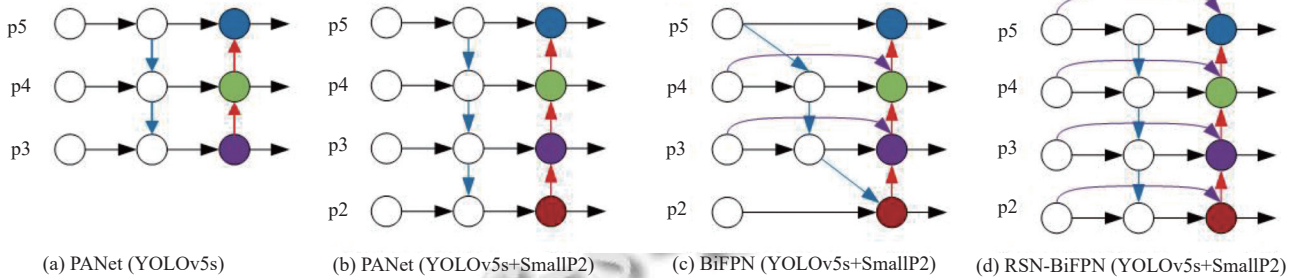 p5
p4
p3
(a) PANet (YOLOv5s)
p5
p4
p3
p2
(b) PANet (YOLOv5s+SmallP2)
p5
p4
p3
p2
(c) BiFPN (YOLOv5s+SmallP2)
p5
p4
p3
p2
(d) RSN-BiFPN (YOLOv5s+SmallP2)